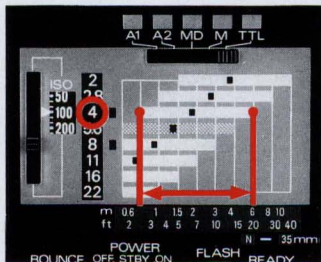 A1 A2 MD M TTL
ISO
50
100
200
2
2.8
4
5.6
8
11
16
22
m 0.6 1 1.5 2 3 4 6 8 10
ft 2 3 4 5 7 10 15 20 30 40
N — 35mm
BOUNCE POWER OFF STBY ON FLASH READY